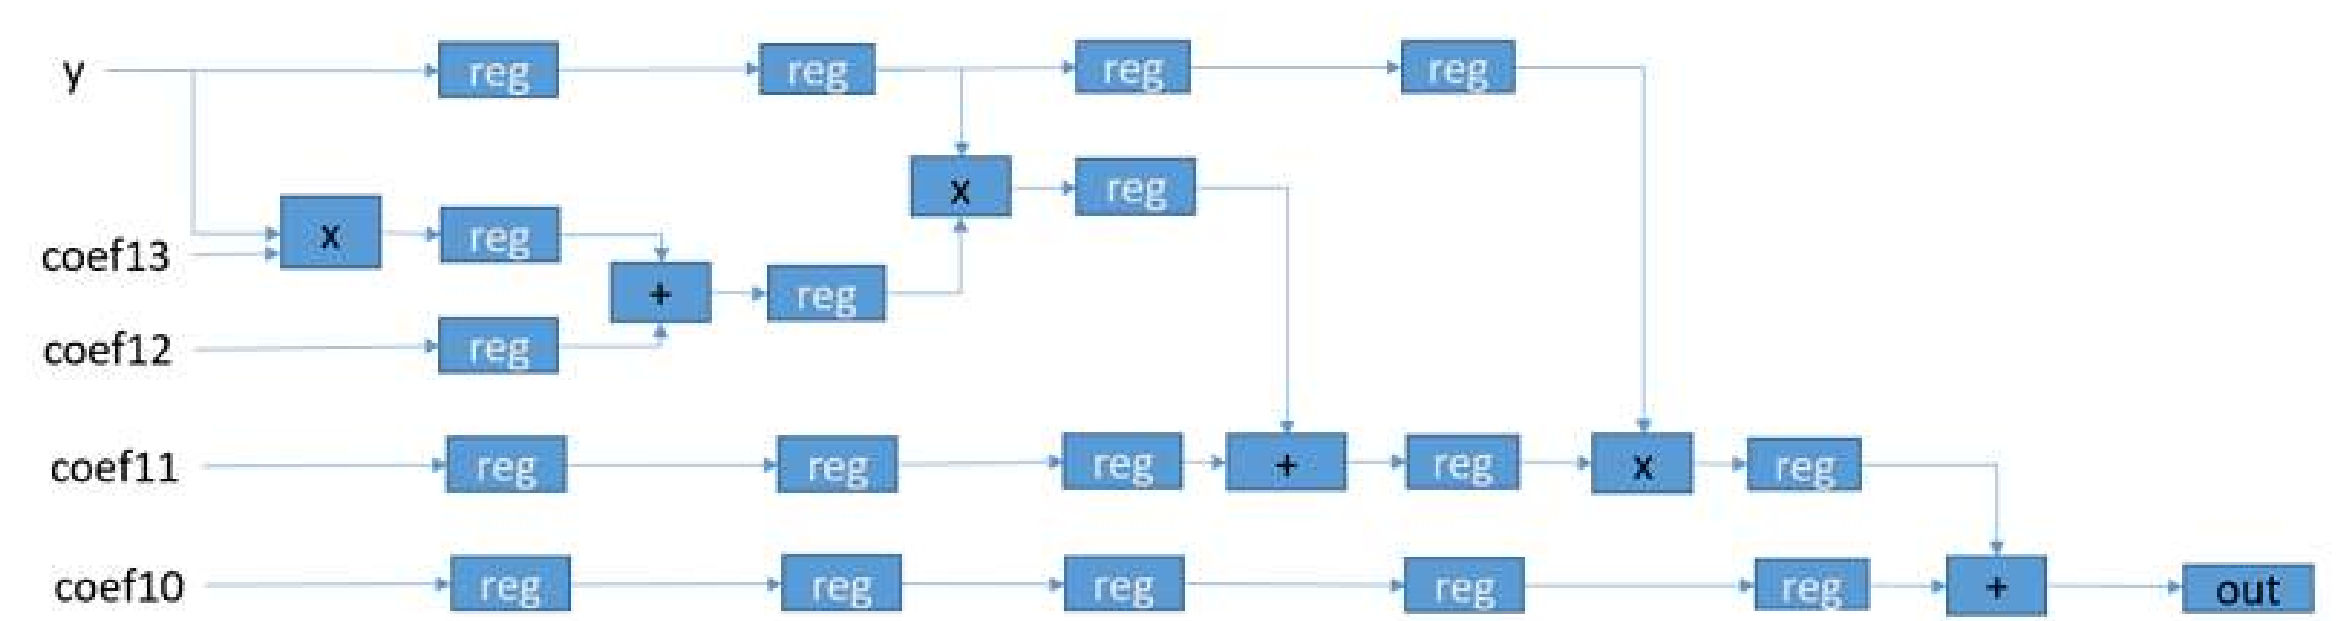 y reg reg reg reg
x reg
coef13 x reg
+ reg
coef12 reg
coef11 reg reg reg + reg x reg
coef10 reg reg reg reg reg + out